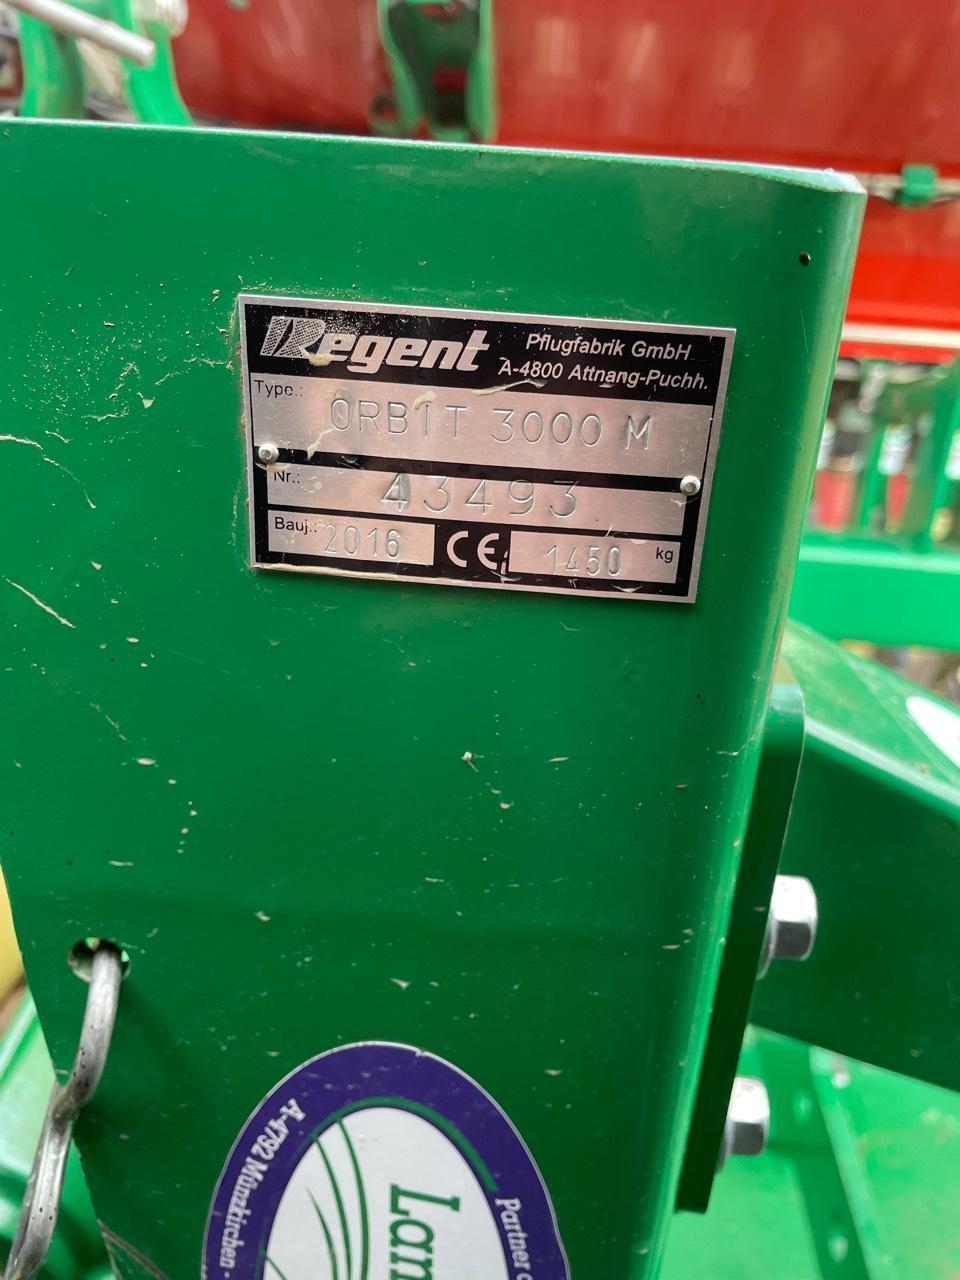 Regent Pflugfabrik GmbH
A-4800 Attnang-Puchh.
Type.: ORBIT 3000 M
Nr.: 43493
Bauj.: 2016 CE 1450 kg
A-4792 Münzkirchen
Partner